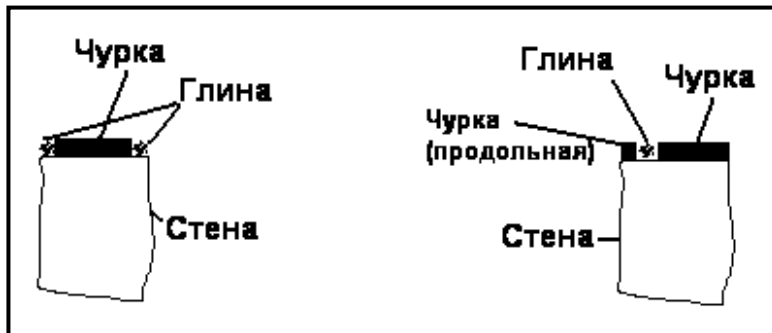 Чурка
Глина
Стена
Глина
Чурка
Чурка
(продольная)
Стена